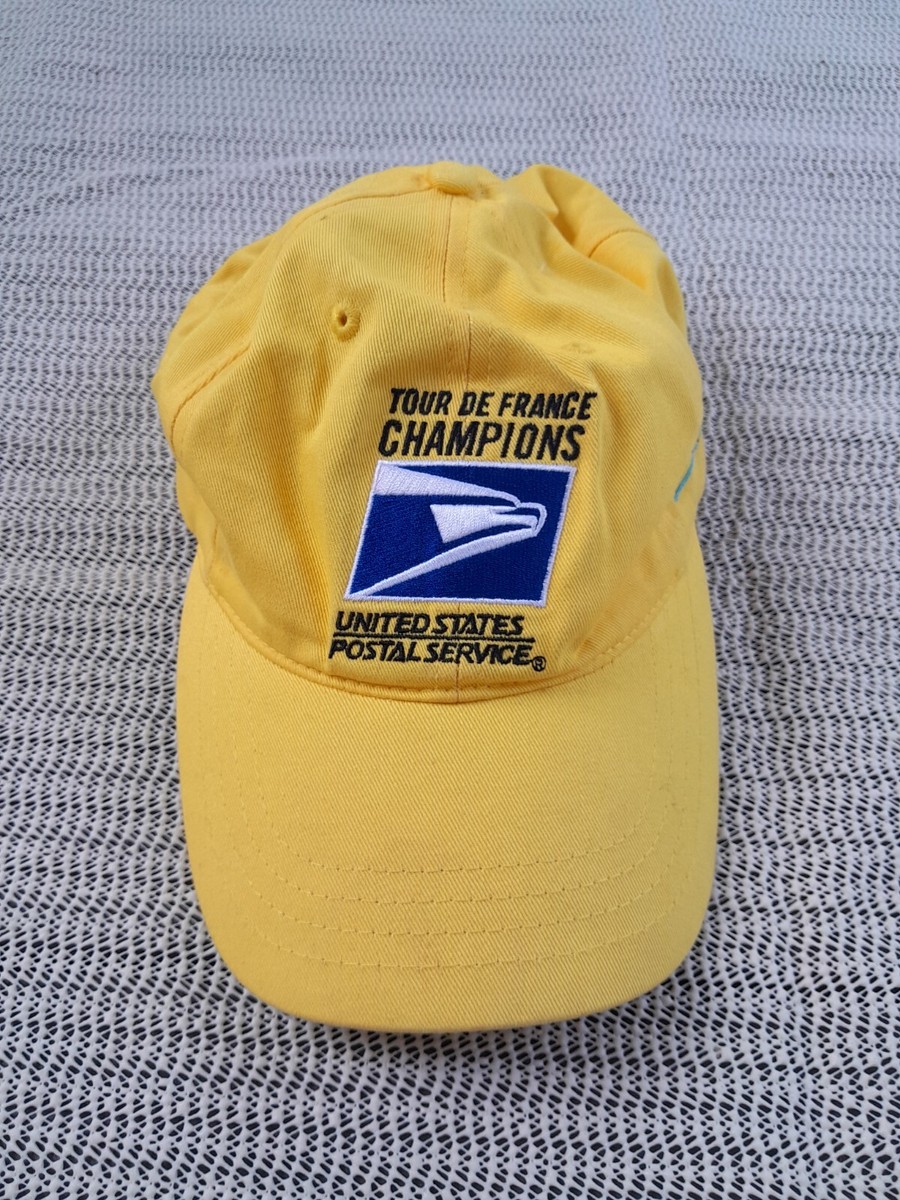 TOUR DE FRANCE
CHAMPIONS
UNITED STATES
POSTAL SERVICE®